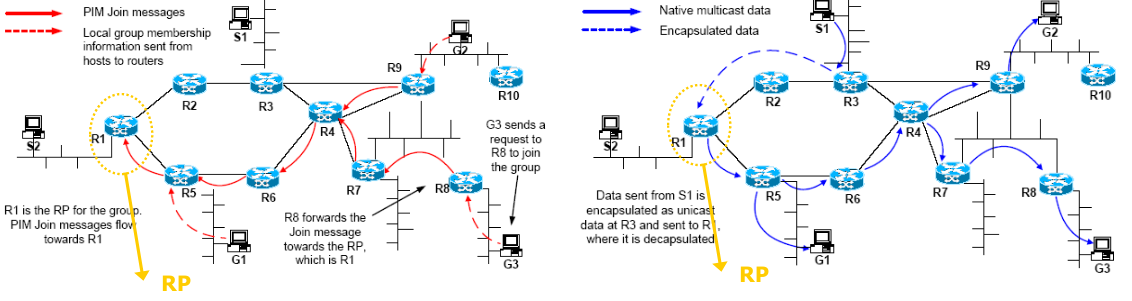 PIM Join messages
Local group membership
information sent from
hosts to routers
S1
G2
R9
R10
R2
R3
R4
R1
S2
G3 sends a
request to
R8 to join
the group
R5
R6
R7
R8
R1 is the RP for the group.
PIM Join messages flow
towards R1
R8 forwards the
Join message
towards the RP,
which is R1
G1
G3
RP
Native multcast data
Encapsulated data
S1
G2
R9
R10
R2
R3
R4
R1
S2
R5
R6
R7
R8
Data sent from S1 is
encapsulated as unicast
data at R3 and sent to R1,
where it is decapsulated
G1
G3
RP